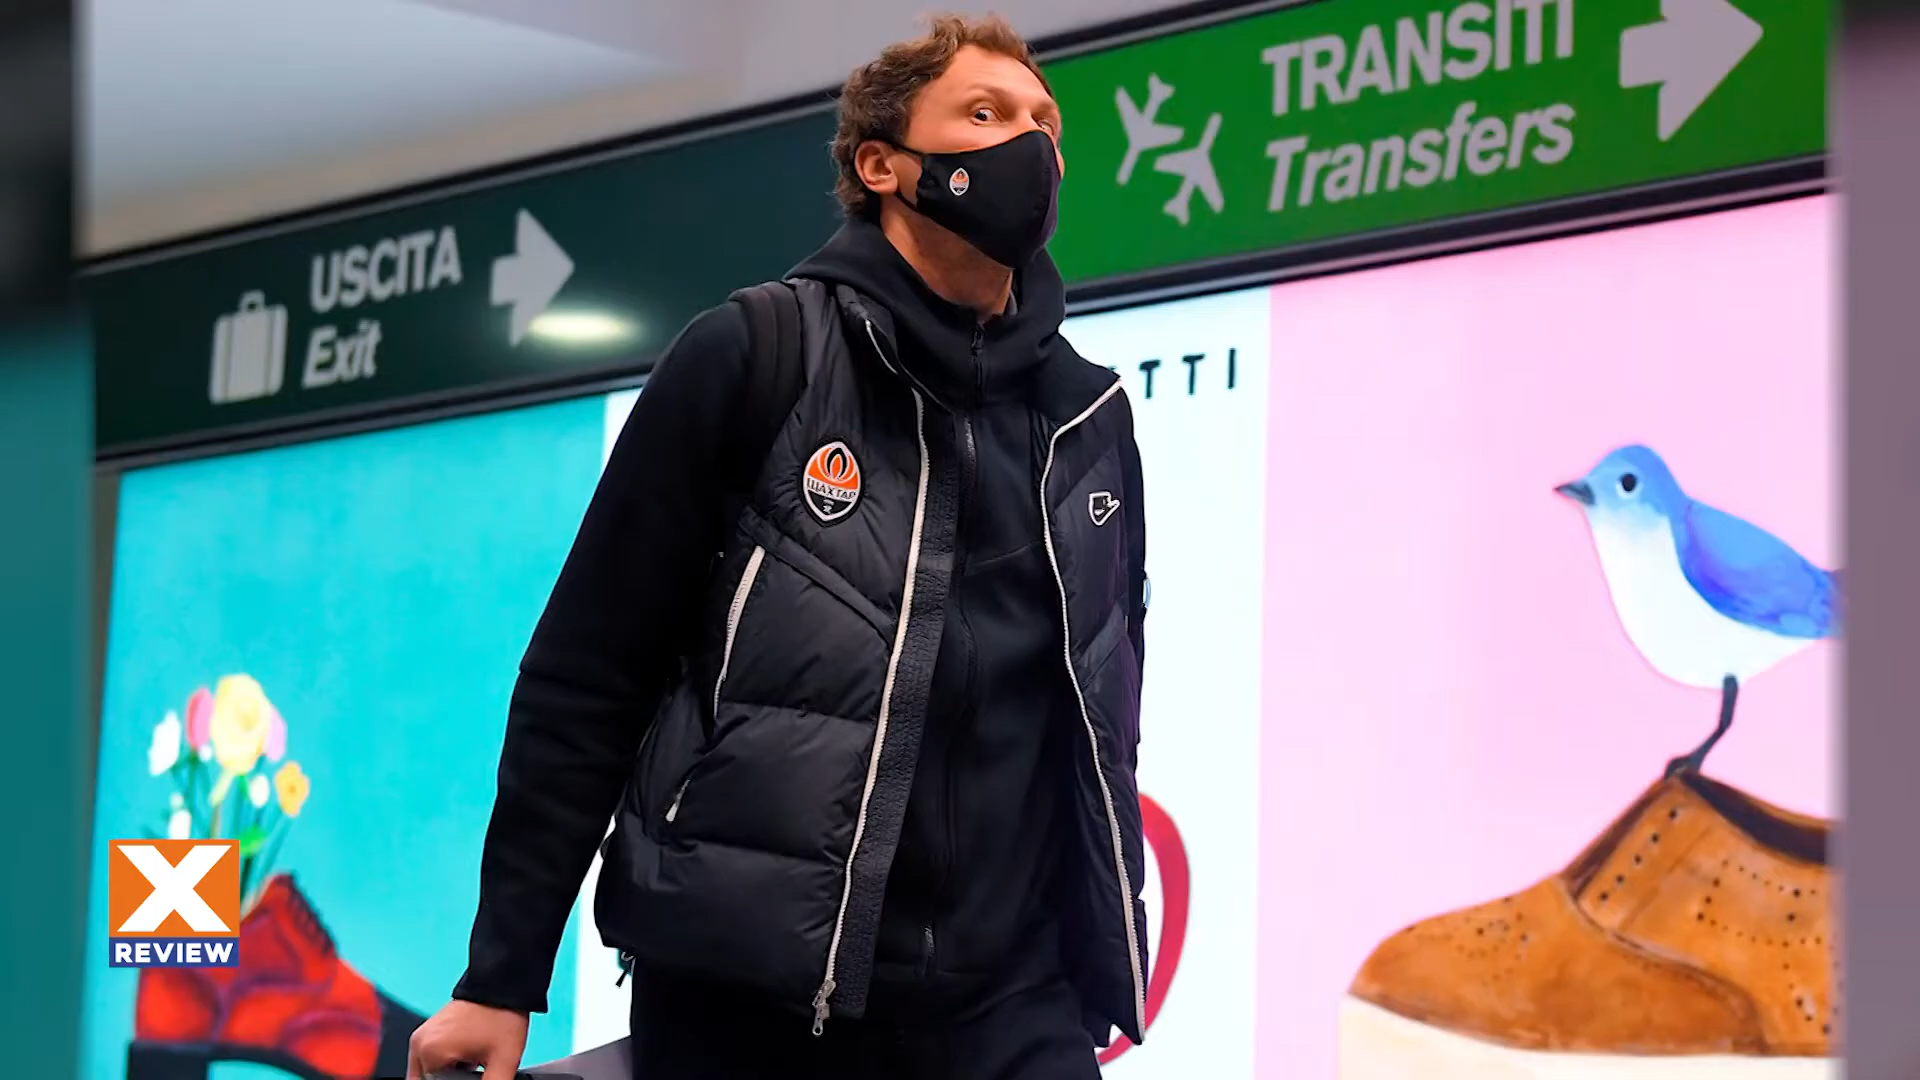 TRANSITI
Transfers
USCITA
Exit
TTI
ШАХТАР
X
REVIEW